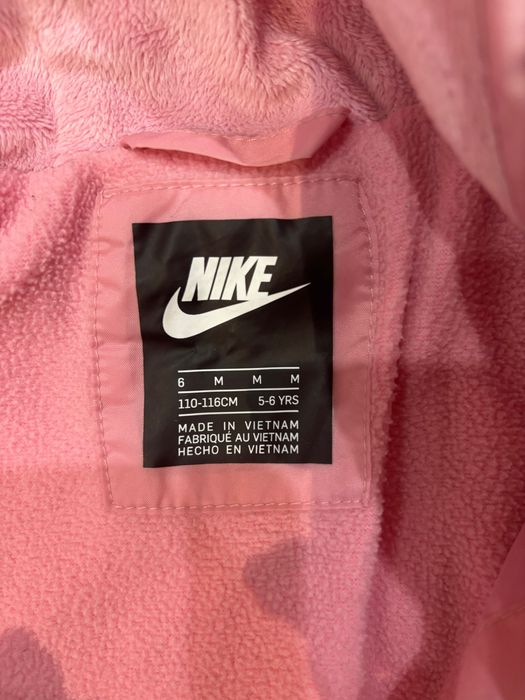 NIKE
6 M M M
110-116CM 5-6 YRS
MADE IN VIETNAM
FABRIQUÉ AU VIETNAM
HECHO EN VIETNAM